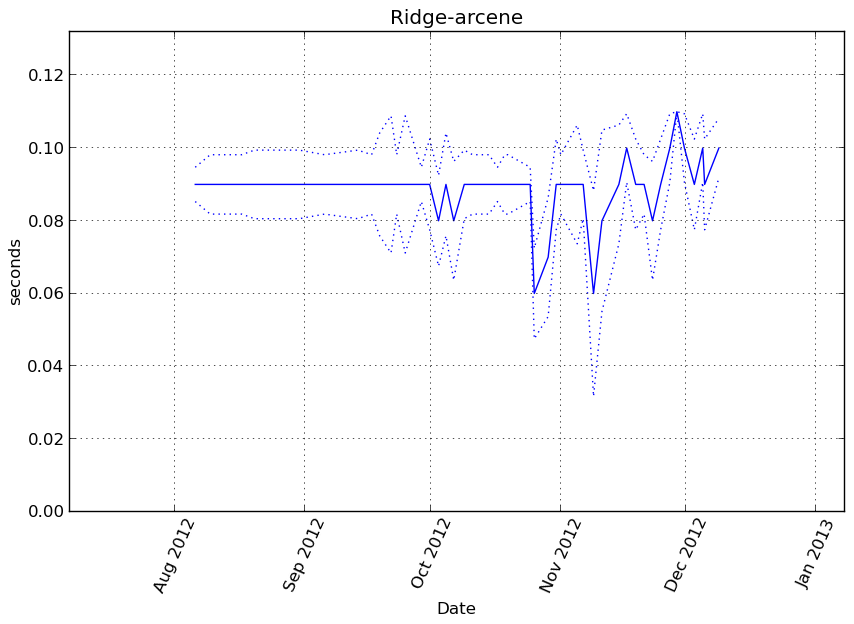 Ridge-arcene
0.12
0.10
0.08
0.06
0.04
0.02
0.00
seconds
Aug 2012
Sep 2012
Oct 2012
Nov 2012
Dec 2012
Jan 2013
Date